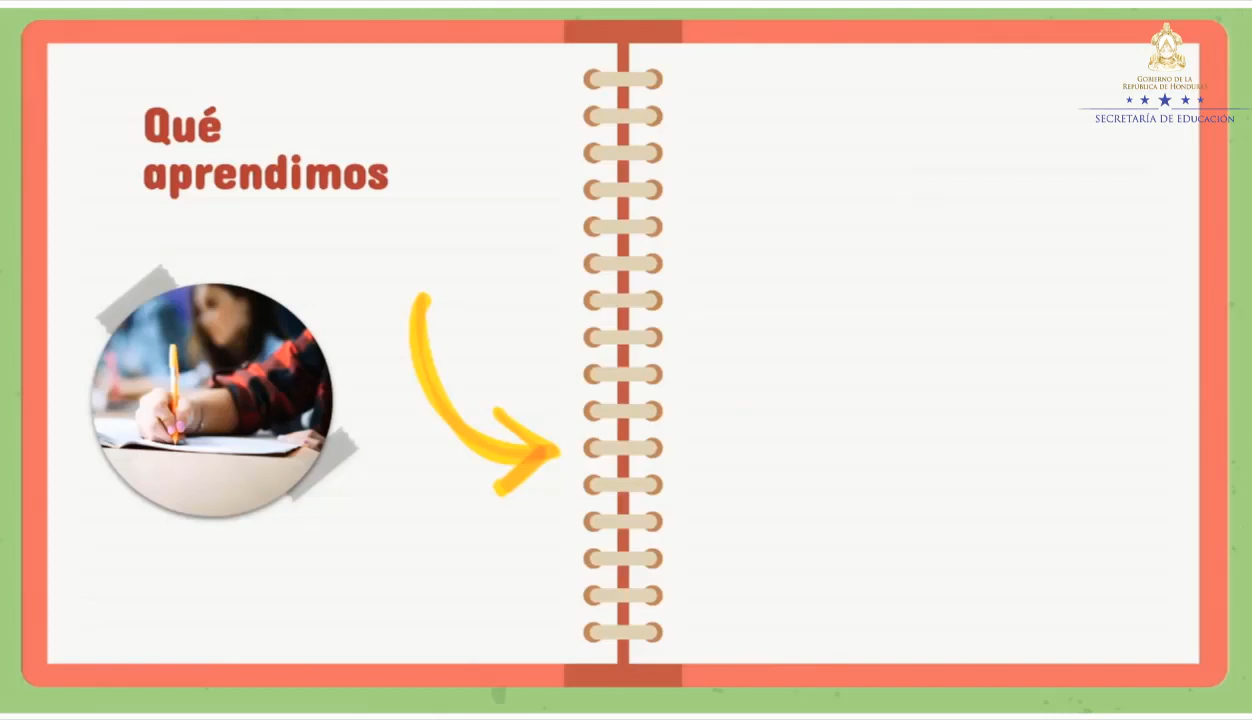 Qué
aprendimos
GOBIERNO DE LA
REPÚBLICA DE HONDURAS
SECRETARÍA DE EDUCACIÓN